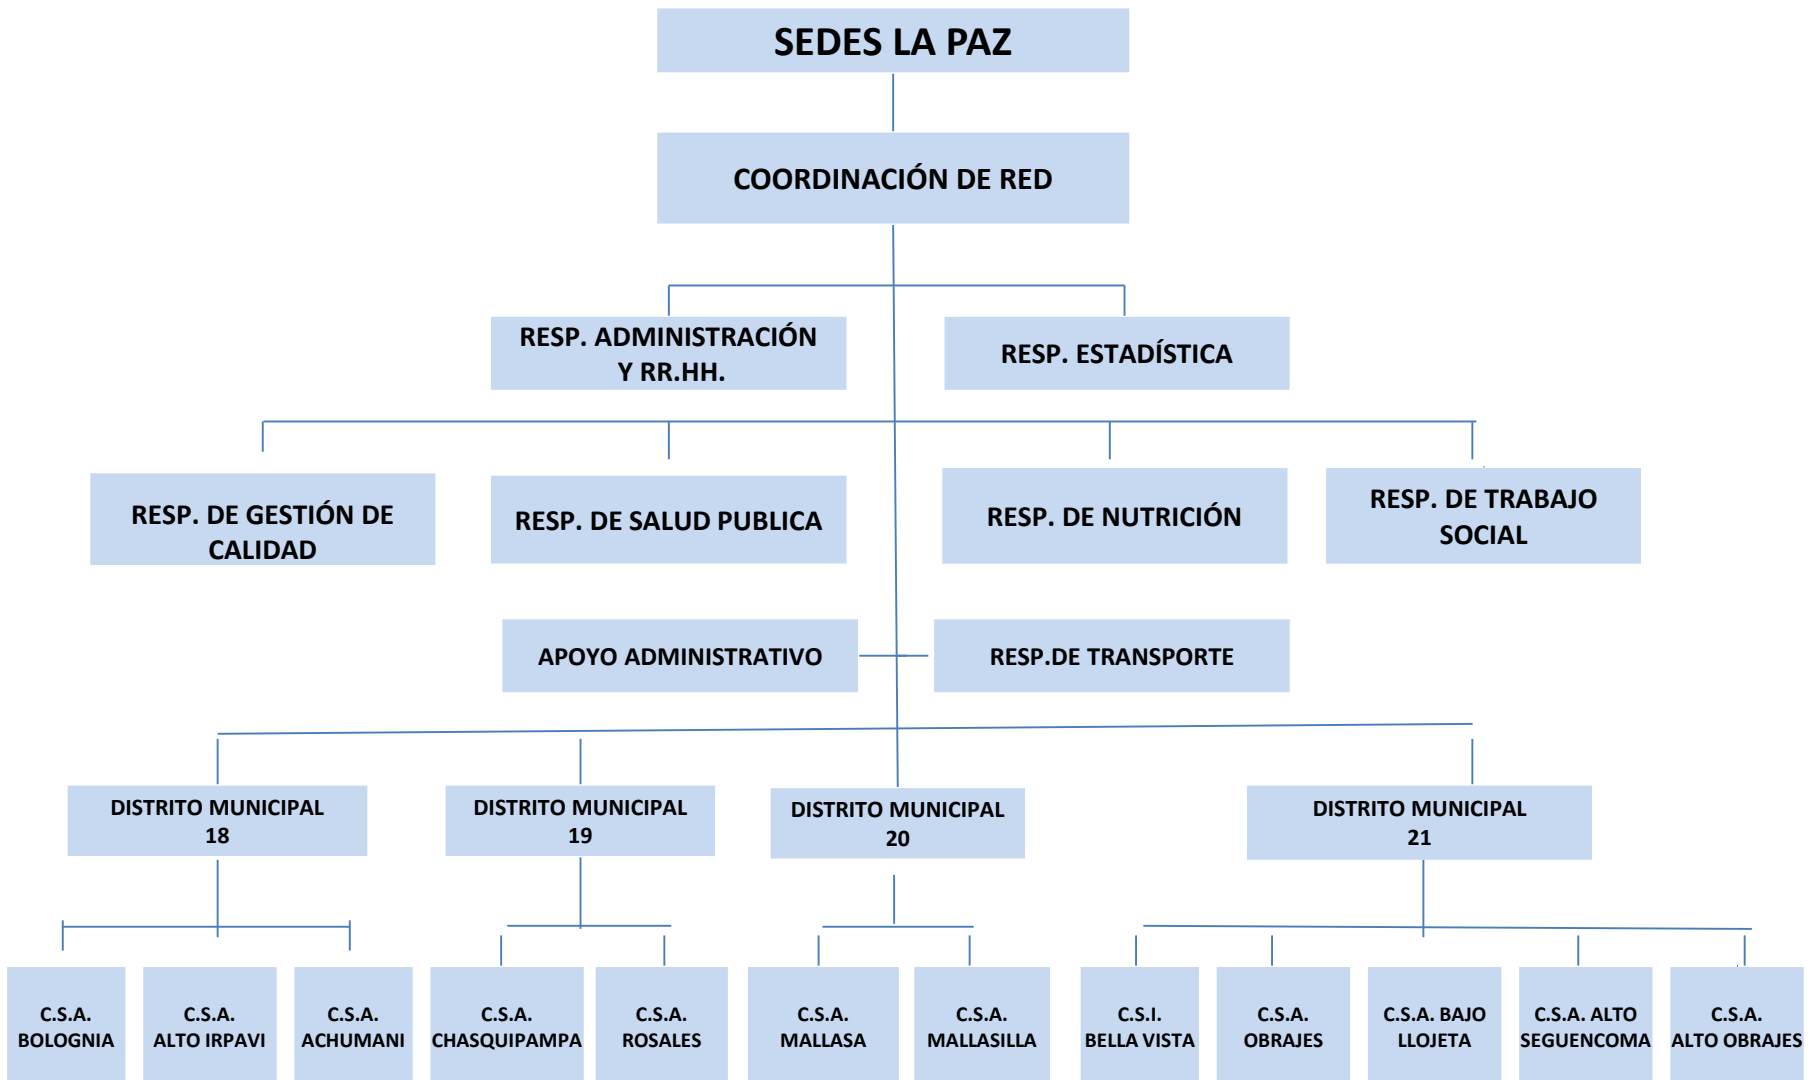 SEDES LA PAZ
COORDINACIÓN DE RED
RESP. ADMINISTRACIÓN
Y RR.HH.
RESP. ESTADÍSTICA
RESP. DE GESTIÓN DE
CALIDAD
RESP. DE SALUD PUBLICA
RESP. DE NUTRICIÓN
RESP. DE TRABAJO
SOCIAL
APOYO ADMINISTRATIVO
RESP.DE TRANSPORTE
DISTRITO MUNICIPAL
18
DISTRITO MUNICIPAL
19
DISTRITO MUNICIPAL
20
DISTRITO MUNICIPAL
21
C.S.A.
BOLOGNIA
C.S.A.
ALTO IRPAVI
C.S.A.
ACHUMANI
C.S.A.
CHASQUIPAMPA
C.S.A.
ROSALES
C.S.A.
MALLASA
C.S.A.
MALLASILLA
C.S.I.
BELLA VISTA
C.S.A.
OBRAJES
C.S.A. BAJO
LLOJETA
C.S.A. ALTO
SEGUENCOMA
C.S.A.
ALTO OBRAJES